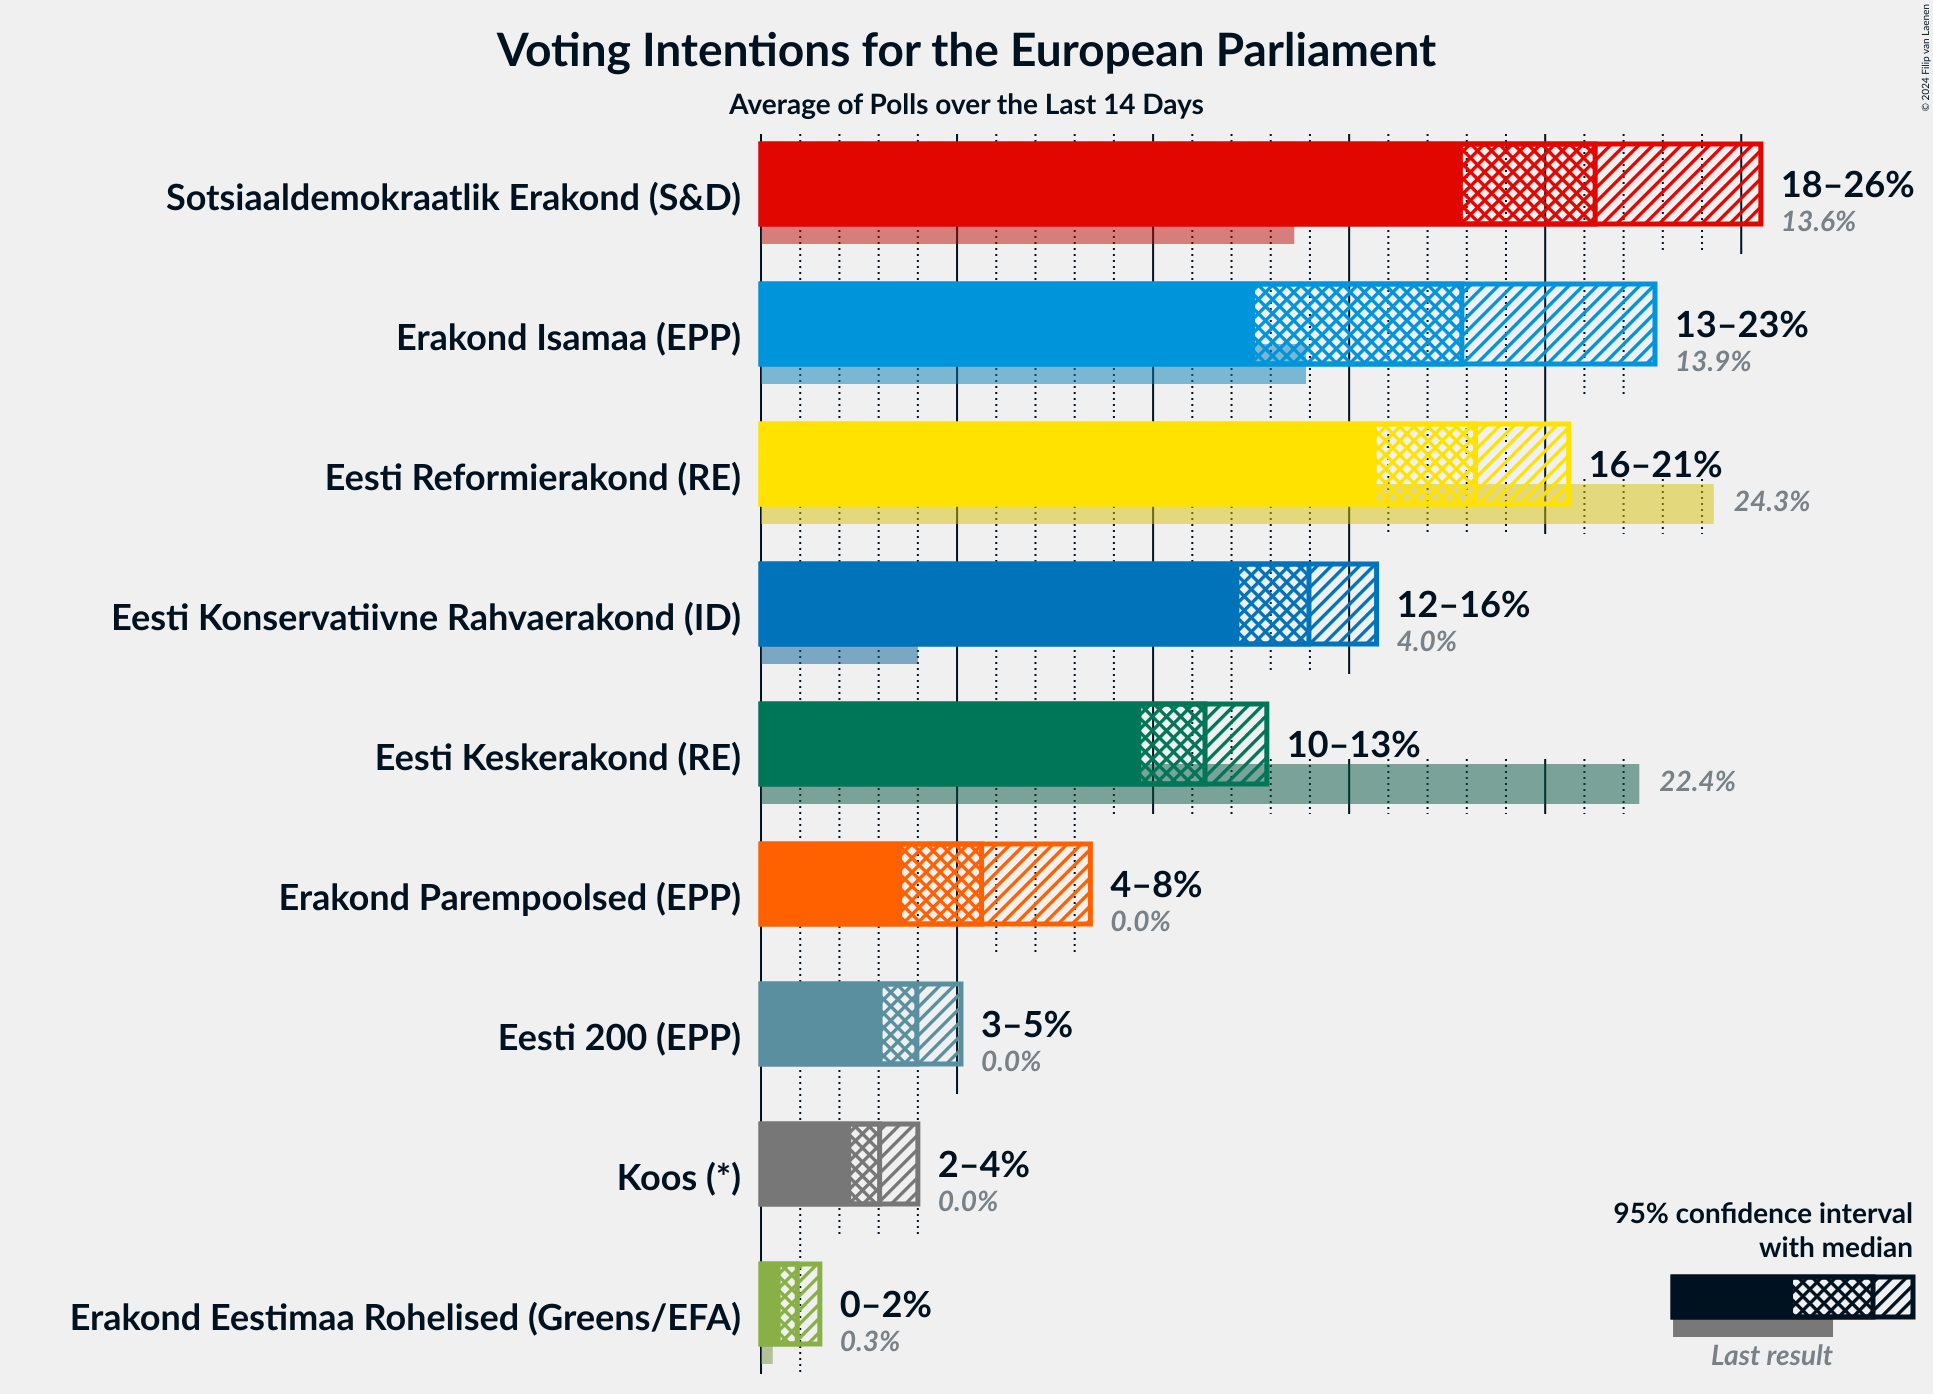 Voting Intentions for the European Parliament
Average of Polls over the Last 14 Days
© 2024 Filip van Laenen
Sotsiaaldemokraatlik Erakond (S&D)
18–26%
13.6%
Erakond Isamaa (EPP)
13–23%
13.9%
Eesti Reformierakond (RE)
16–21%
24.3%
Eesti Konservatiivne Rahvaerakond (ID)
12–16%
4.0%
Eesti Keskerakond (RE)
10–13%
22.4%
Erakond Parempoolsed (EPP)
4–8%
0.0%
Eesti 200 (EPP)
3–5%
0.0%
Koos (*)
2–4%
0.0%
Erakond Eestimaa Rohelised (Greens/EFA)
0–2%
0.3%
95% confidence interval
with median
Last result